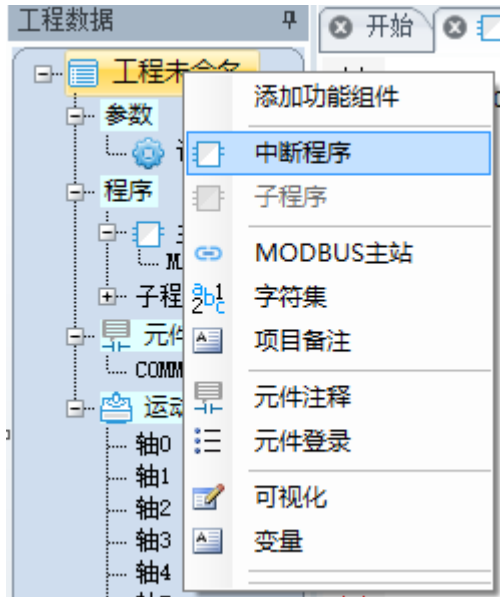 工程数据
开始
工程未命名
参数
程序
子程
元件
COMM
运动
轴0
轴1
轴2
轴3
轴4
添加功能组件
中断程序
子程序
MODBUS主站
字符集
项目备注
元件注释
元件登录
可视化
变量